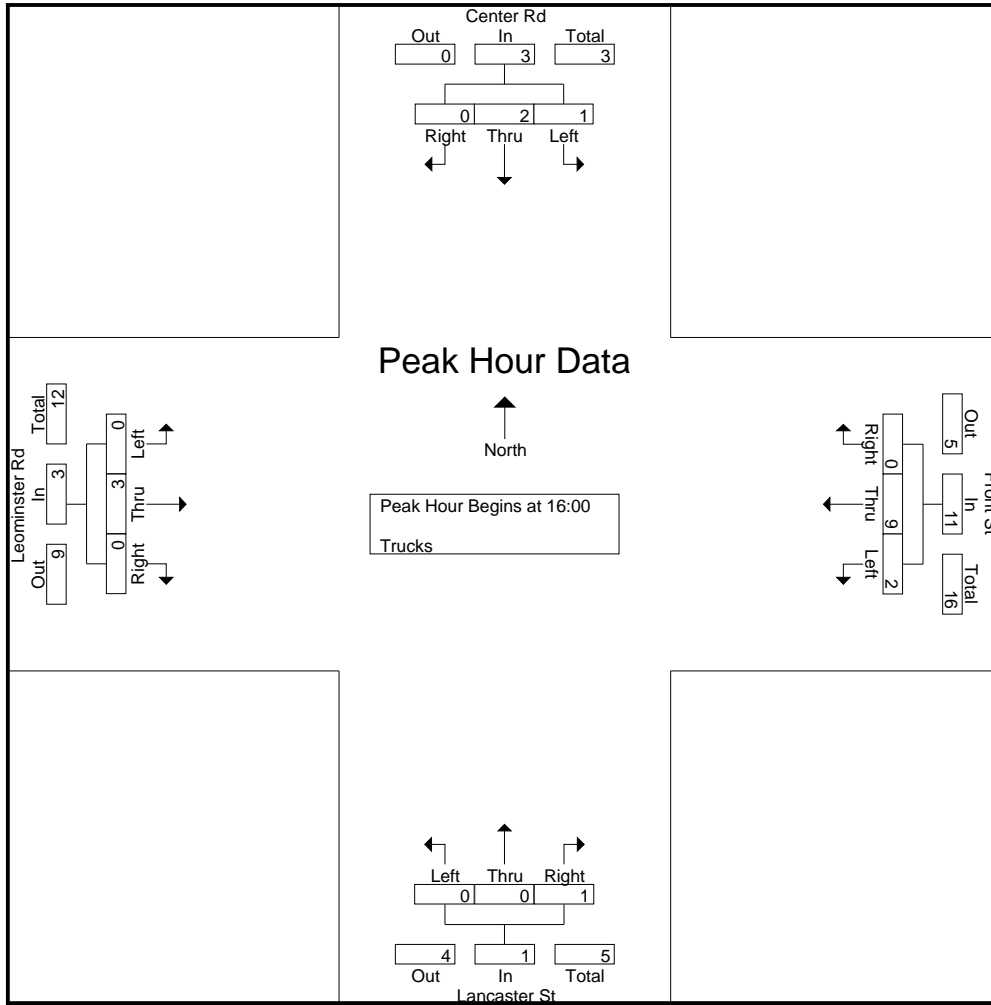 Center Rd
Out In Total
0 3 3
0 2 1
Right Thru Left
Peak Hour Data
North
Peak Hour Begins at 16:00
Trucks
Leominster Rd
Total In Out
12 3 9
0 3 0
Left Thru Right
Front St
Out In Total
5 11 16
0 9 2
Right Thru Left
Left Thru Right
0 0 1
4 1 5
Out In Total
Lancaster St